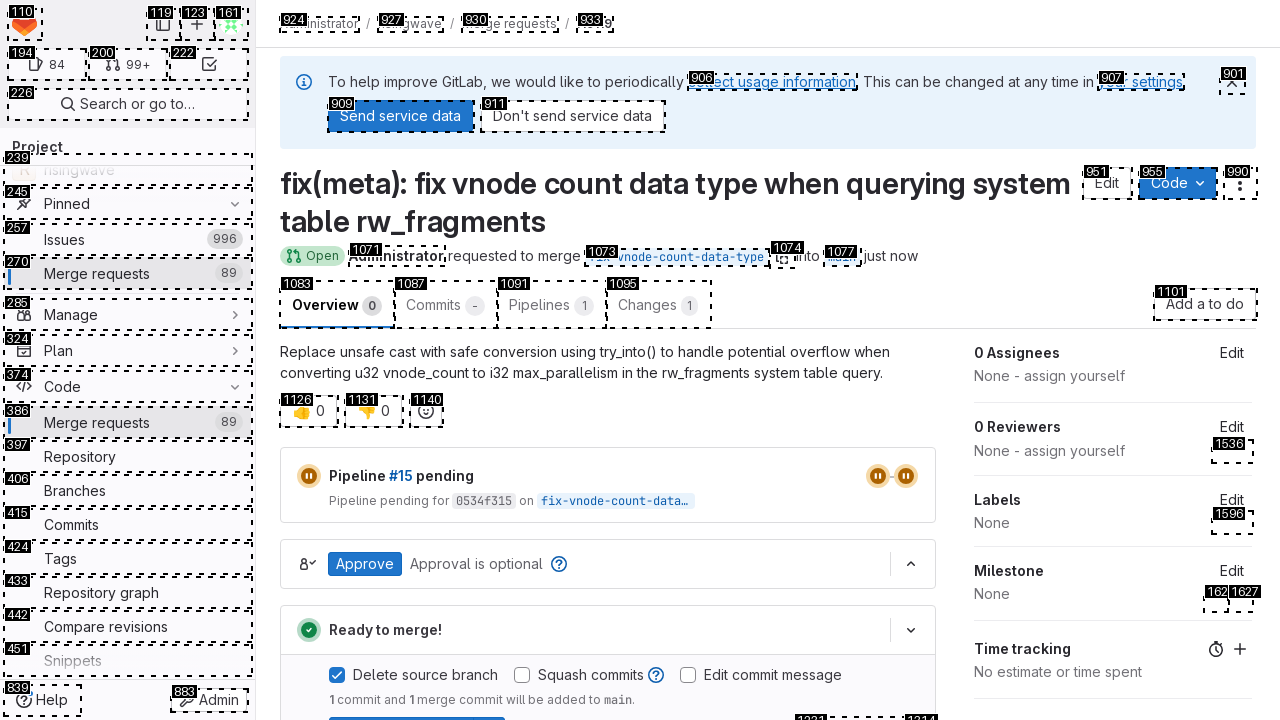 110
119
123
161
194
84
200
99+
222
226
Search or go to…
Project
239
risingwave
245
Pinned
257
Issues
996
270
Merge requests
89
285
Manage
324
Plan
374
Code
386
Merge requests
89
397
Repository
406
Branches
415
Commits
424
Tags
433
Repository graph
442
Compare revisions
451
Snippets
839
Help
883
Admin
924
927
930
933
/ / /
To help improve GitLab, we would like to periodically collect usage information. This can be changed at any time in your settings.
906
907
901
909
Send service data
911
Don't send service data
fix(meta): fix vnode count data type when querying system table rw_fragments
951
Edit
955
Code
990
Open
1071
Administrator requested to merge
1073
fix-vnode-count-data-type
1074
into
1077
main
just now
1083
Overview 0
1087
Commits -
1091
Pipelines 1
1095
Changes 1
1101
Add a to do
Replace unsafe cast with safe conversion using try_into() to handle potential overflow when
converting u32 vnode_count to i32 max_parallelism in the rw_fragments system table query.
1126
👍 0
1131
👎 0
1140
Pipeline #15 pending
Pipeline pending for 0534f315 on fix-vnode-count-data…
Approve
Approval is optional
Ready to merge!
Delete source branch
Squash commits
Edit commit message
1 commit and 1 merge commit will be added to main.
0 Assignees
Edit
None - assign yourself
0 Reviewers
Edit
None - assign yourself
1536
Labels
Edit
None
1596
Milestone
Edit
None
162
1627
Time tracking
No estimate or time spent